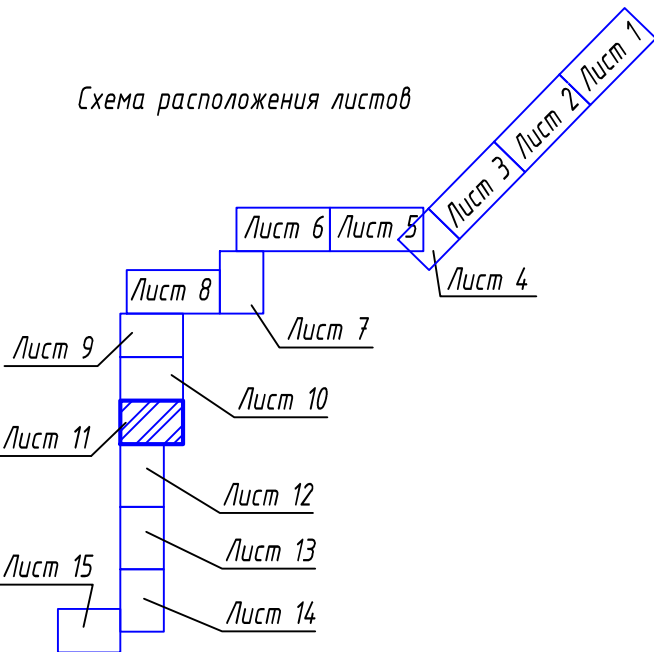 Схема расположения листов
Лист 1
Лист 2
Лист 3
Лист 4
Лист 5
Лист 6
Лист 7
Лист 8
Лист 9
Лист 10
Лист 11
Лист 12
Лист 13
Лист 14
Лист 15